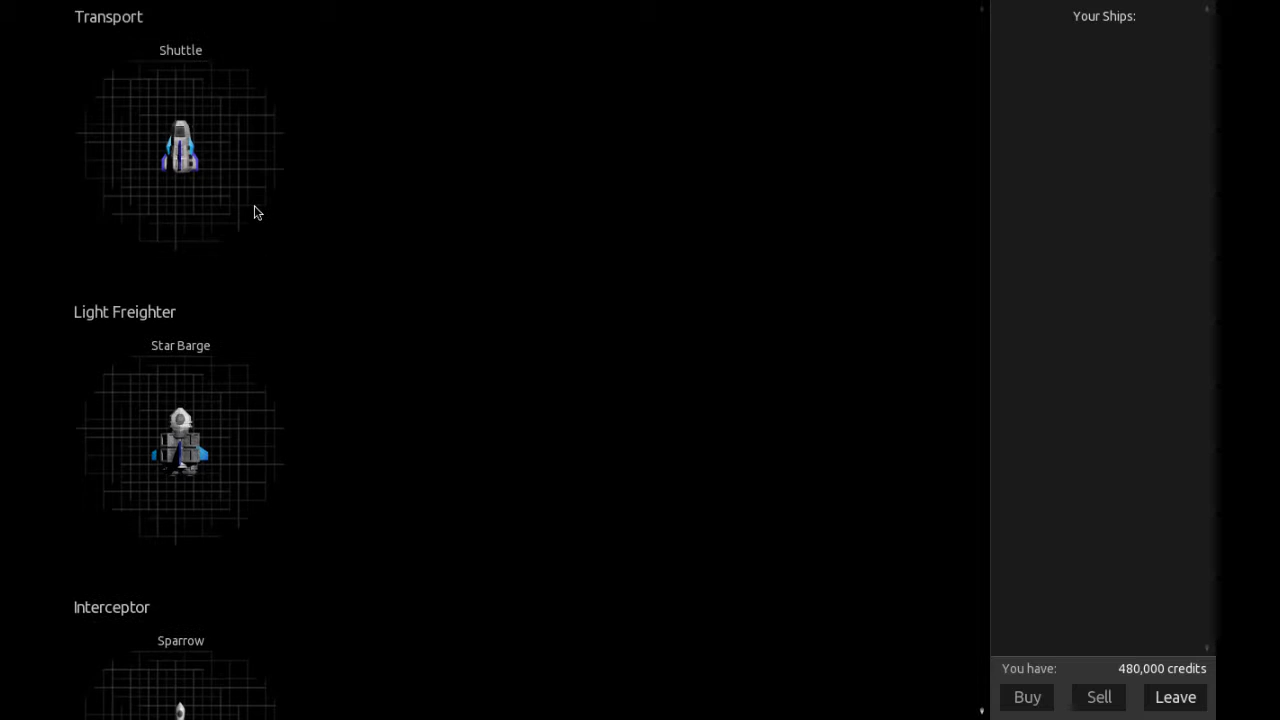 Transport
Shuttle
Light Freighter
Star Barge
Interceptor
Sparrow
Your Ships:
You have: 480,000 credits
Buy Sell Leave